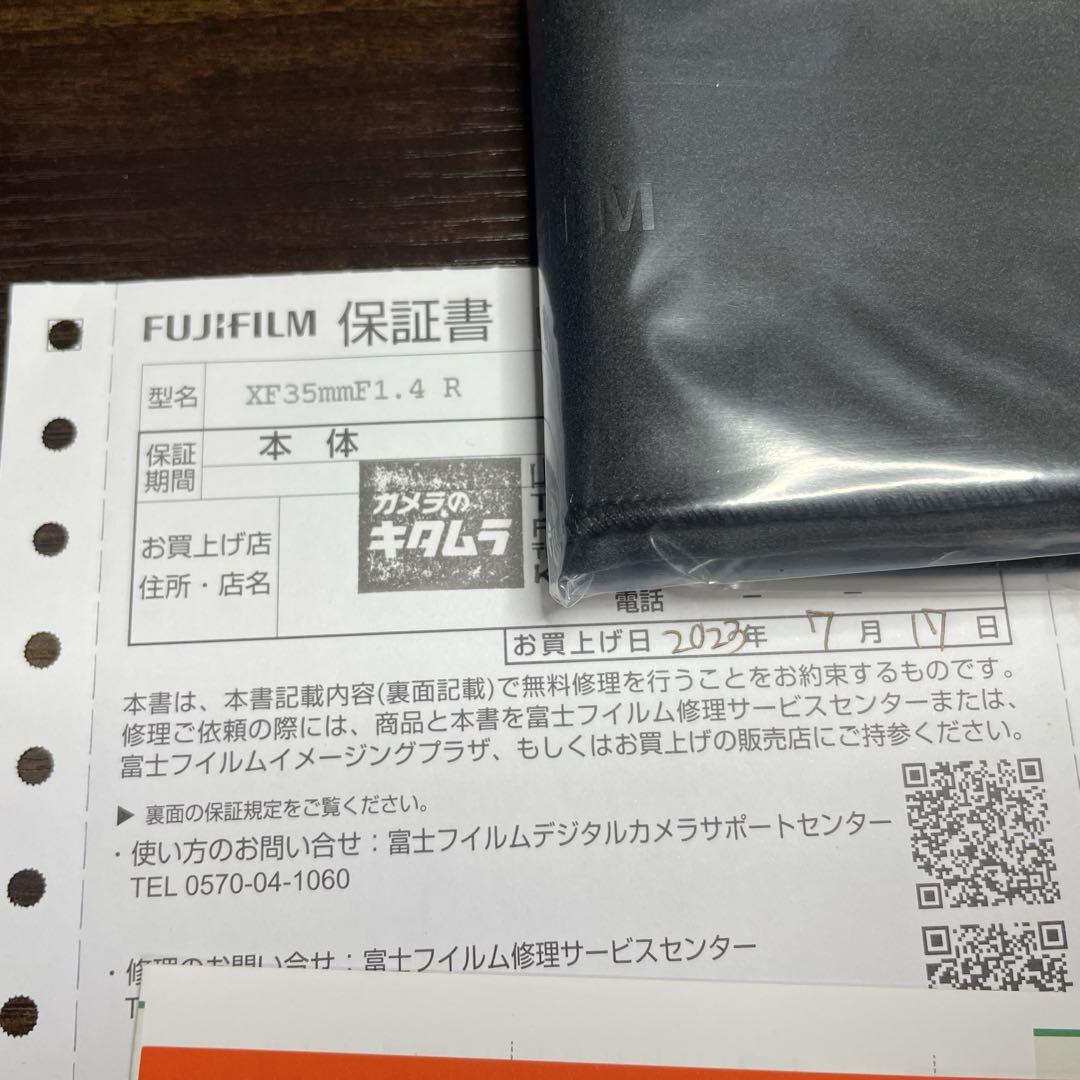 FUJIFILM 保証書
型名 XF35mmF1.4 R
保証期間 本体
お買上げ店
住所・店名
カメラの
キタムラ
電話 － －
お買上げ日 2023年 7月 17日
本書は、本書記載内容(裏面記載)で無料修理を行うことをお約束するものです。
修理ご依頼の際には、商品と本書を富士フイルム修理サービスセンターまたは、
富士フイルムイメージングプラザ、もしくはお買上げの販売店にご持参ください。
▶ 裏面の保証規定をご覧ください。
・使い方のお問い合せ：富士フイルムデジタルカメラサポートセンター
TEL 0570-04-1060
・修理のお問い合せ：富士フイルム修理サービスセンター